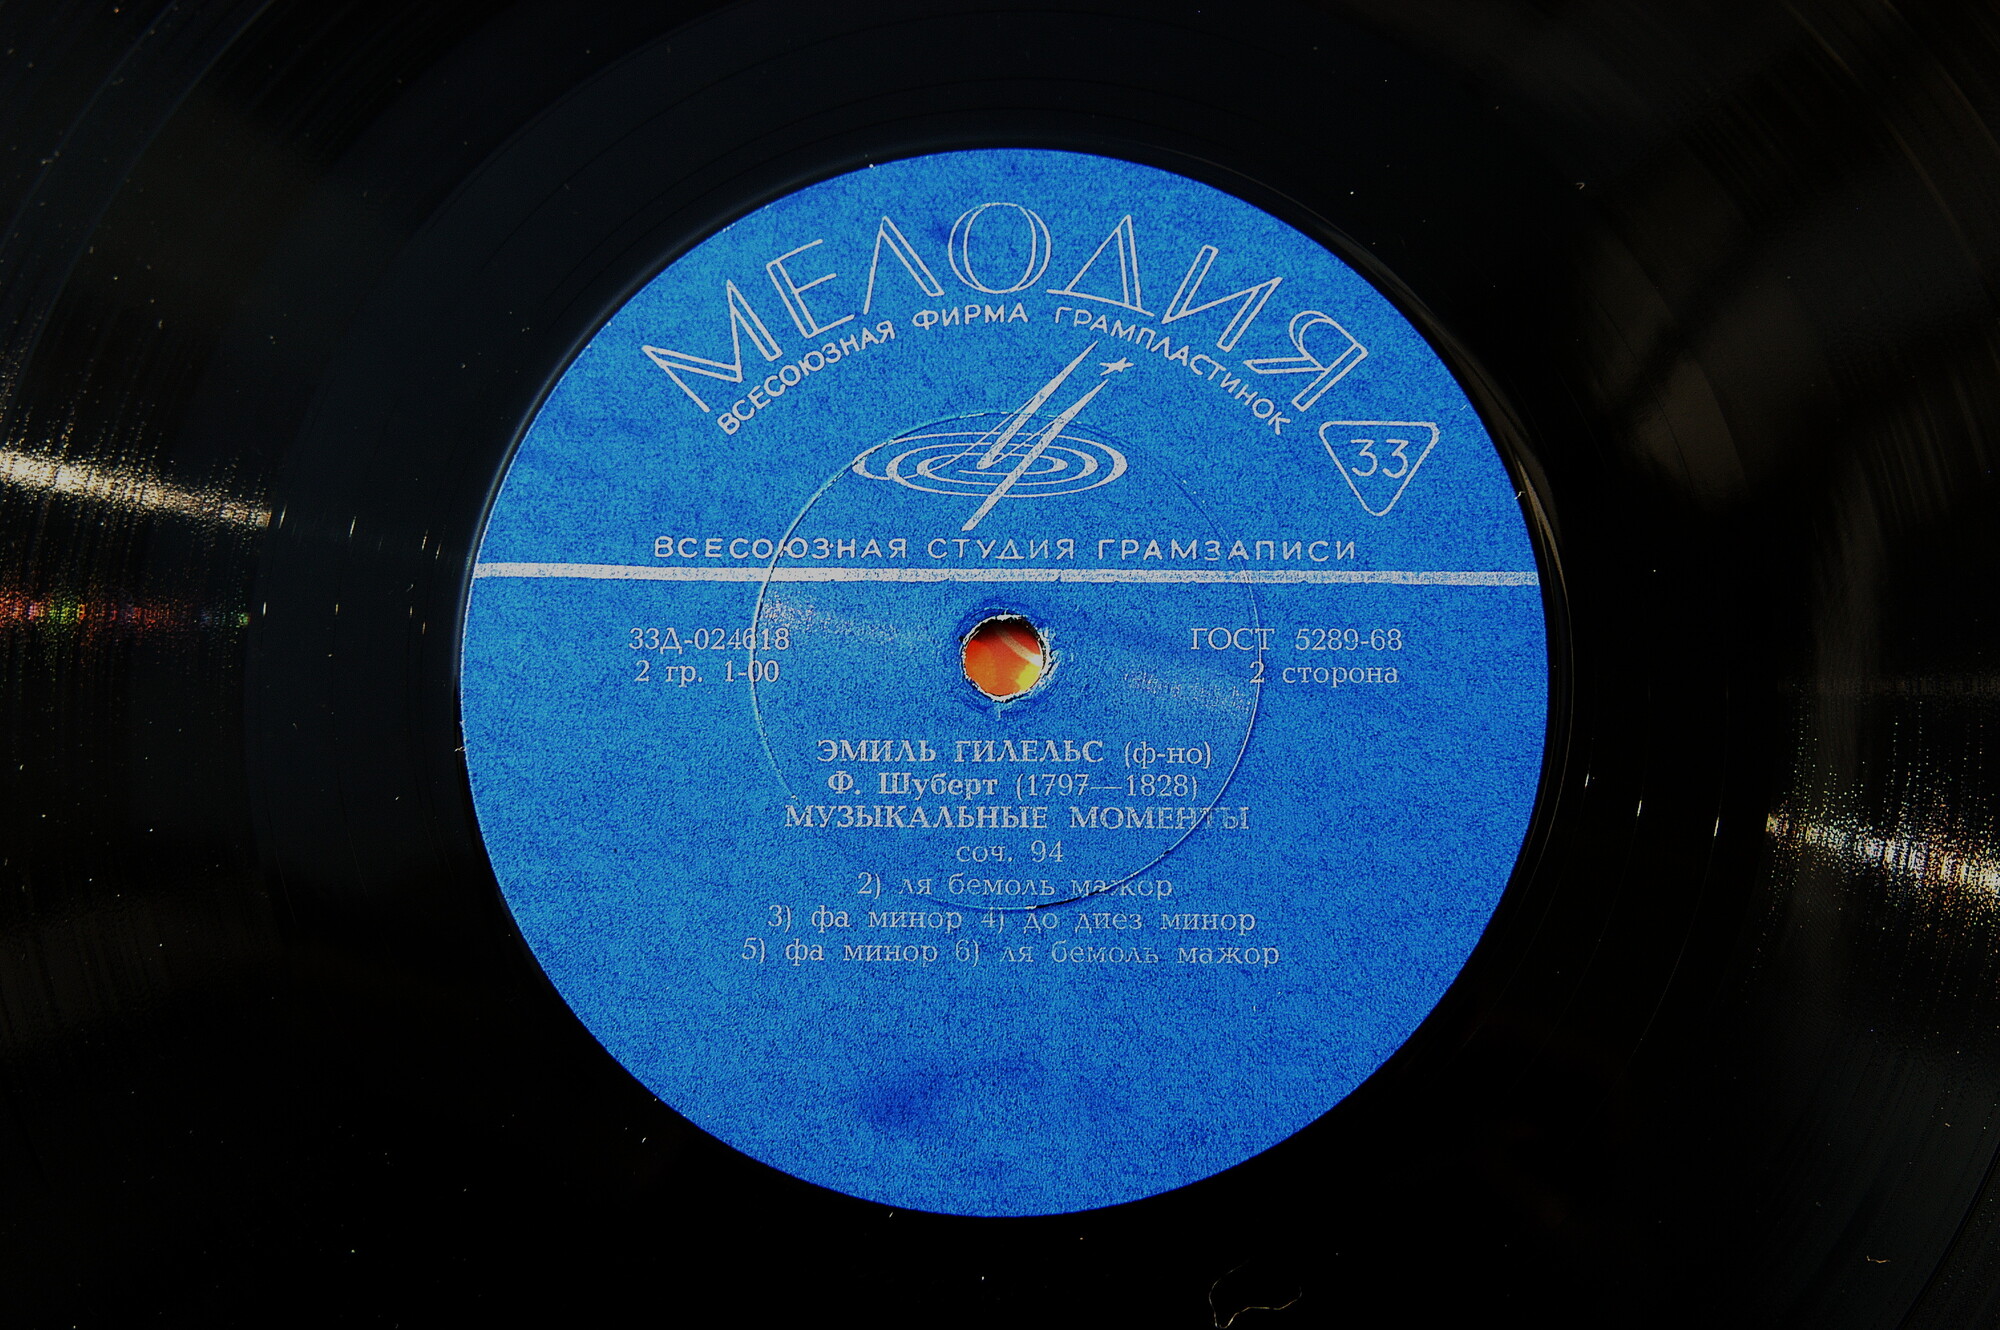 МЕЛОДИЯ
ВСЕСОЮЗНАЯ ФИРМА ГРАМПЛАСТИНОК
33
ВСЕСОЮЗНАЯ СТУДИЯ ГРАМЗАПИСИ
33Д-024618 ГОСТ 5289-68
2 гр. 1-00 2 сторона
ЭМИЛЬ ГИЛЕЛЬС (ф-но)
Ф. Шуберт (1797—1828)
МУЗЫКАЛЬНЫЕ МОМЕНТЫ
соч. 94
2) ля бемоль мажор
3) фа минор 4) до диез минор
5) фа минор 6) ля бемоль мажор